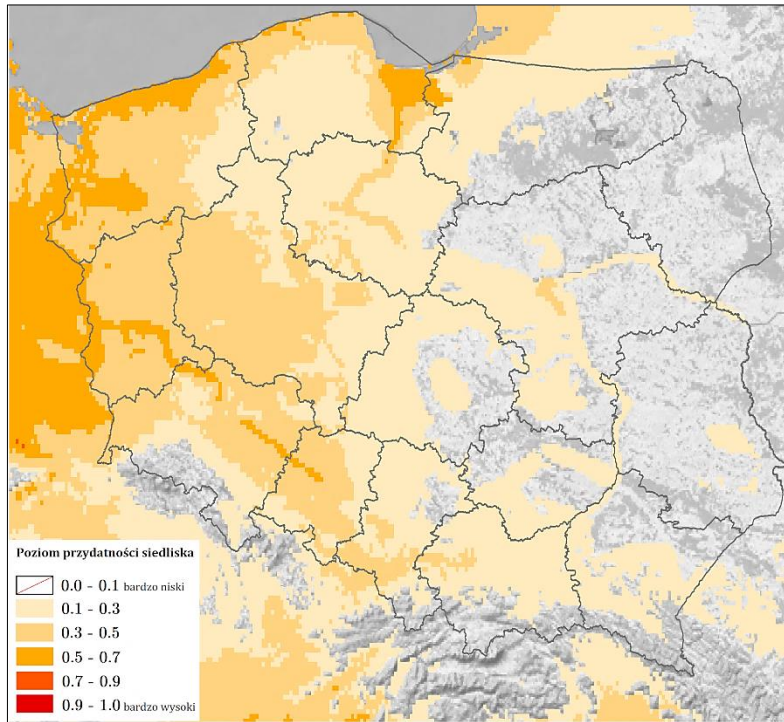 Poziom przydatności siedliska
0.0 - 0.1 bardzo niski
0.1 - 0.3
0.3 - 0.5
0.5 - 0.7
0.7 - 0.9
0.9 - 1.0 bardzo wysoki